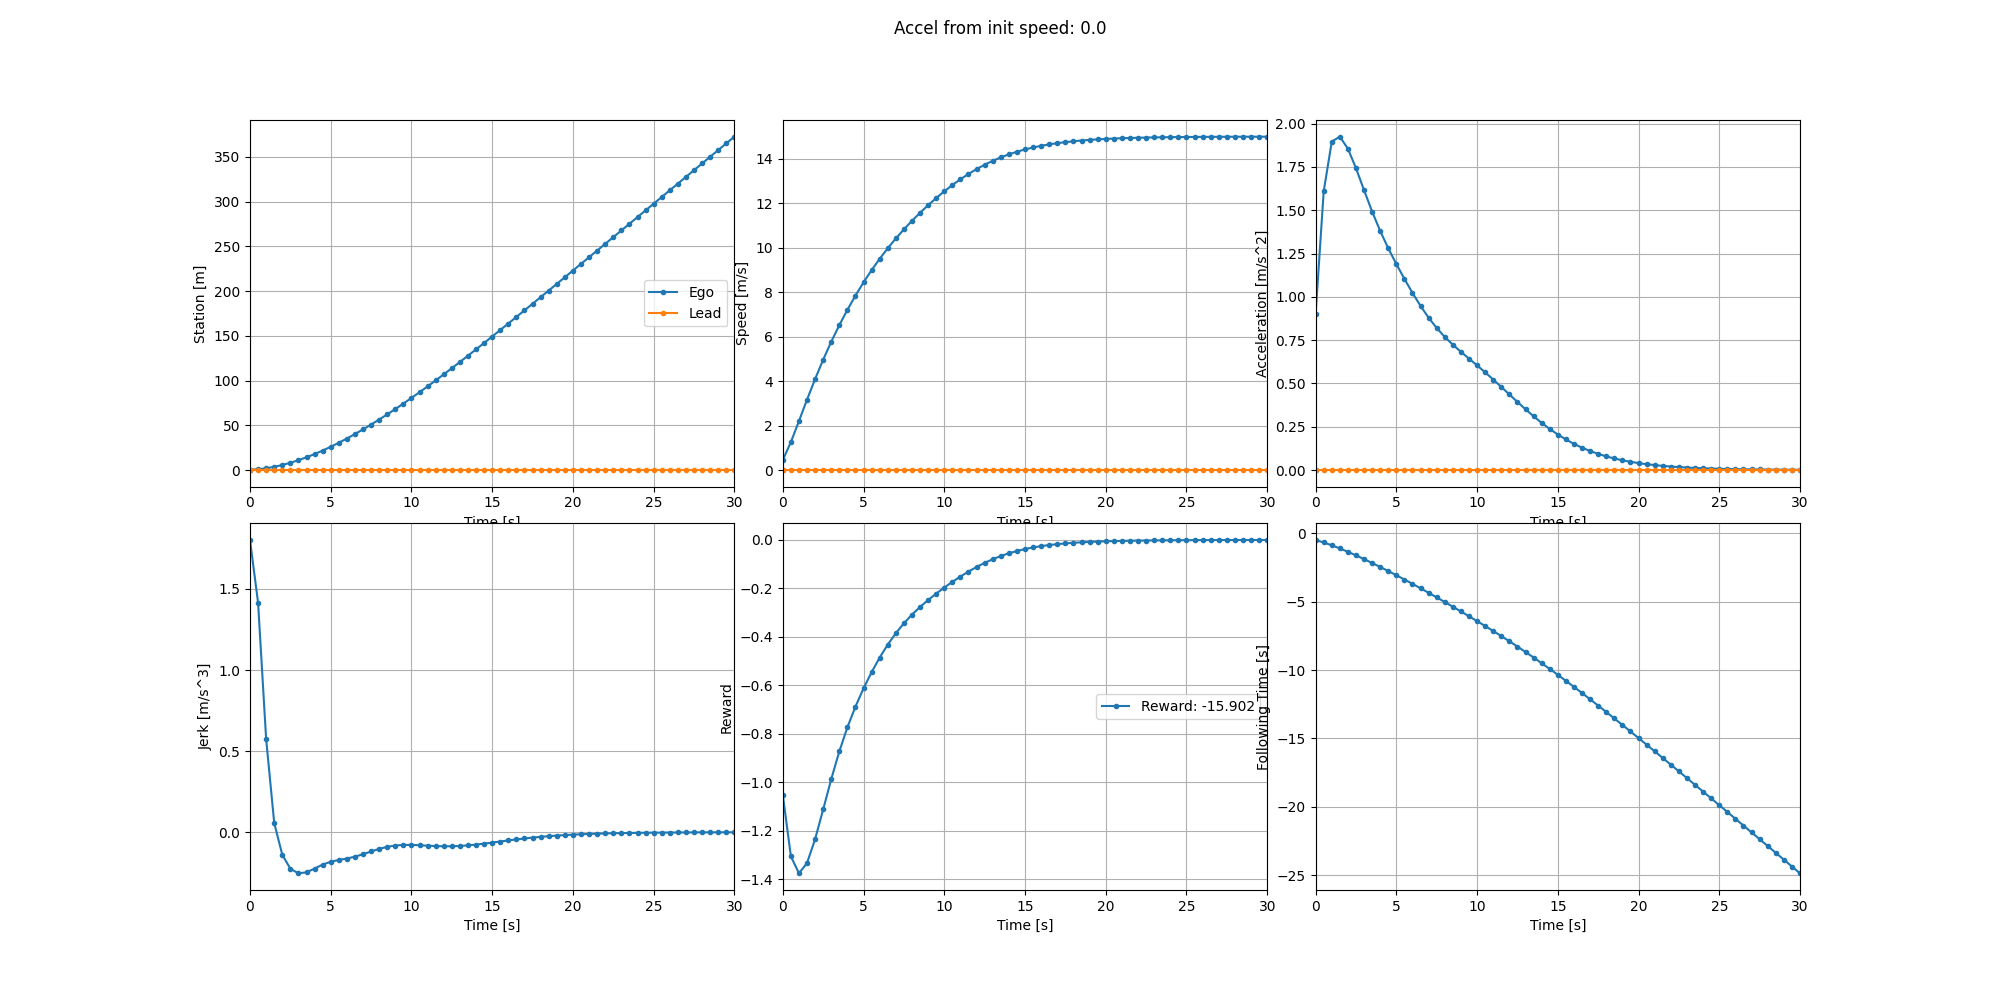 Accel from init speed: 0.0
Station [m]
350
300
250
200
150
100
50
0
0 5 10 15 20 25 30
Time [s]
Ego
Lead
Speed [m/s]
14
12
10
8
6
4
2
0
0 5 10 15 20 25 30
Time [s]
Acceleration [m/s^2]
2.00
1.75
1.50
1.25
1.00
0.75
0.50
0.25
0.00
0 5 10 15 20 25 30
Time [s]
Jerk [m/s^3]
1.5
1.0
0.5
0.0
0 5 10 15 20 25 30
Time [s]
Reward
0.0
−0.2
−0.4
−0.6
−0.8
−1.0
−1.2
−1.4
0 5 10 15 20 25 30
Time [s]
Reward: -15.902
Following Time [s]
0
−5
−10
−15
−20
−25
0 5 10 15 20 25 30
Time [s]